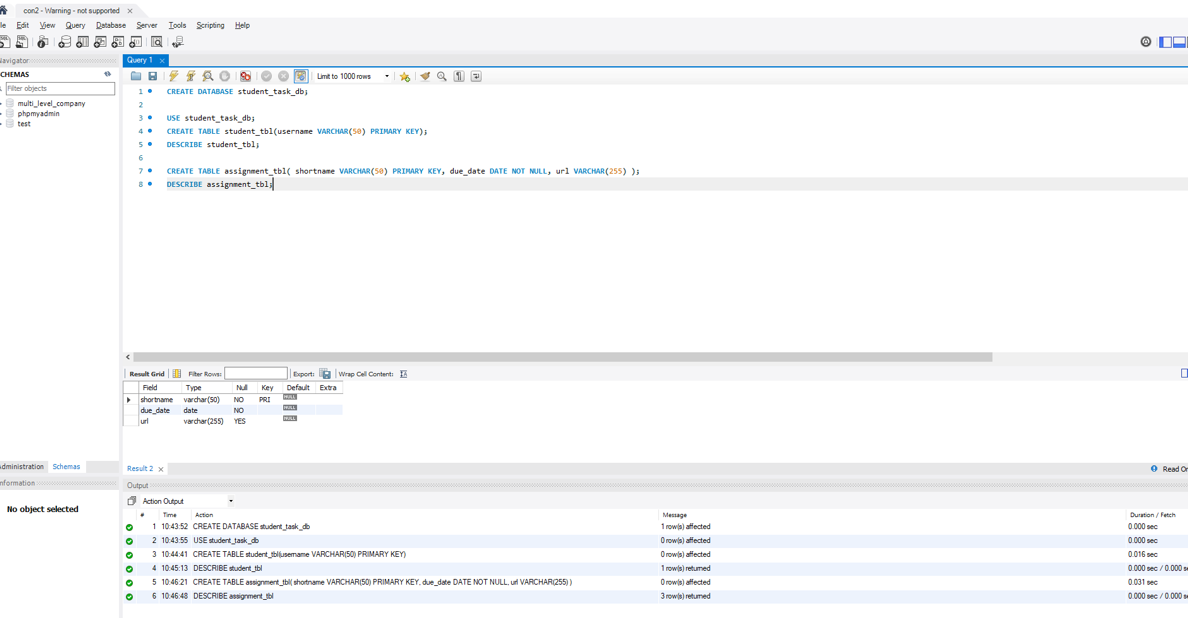 con2 - Warning - not supported
le Edit View Query Database Server Tools Scripting Help
Navigator
Query 1
SCHEMAS
Filter objects
multi_level_company
phpmyadmin
test
Limit to 1000 rows
1 CREATE DATABASE student_task_db;
2
3 USE student_task_db;
4 CREATE TABLE student_tbl(username VARCHAR(50) PRIMARY KEY);
5 DESCRIBE student_tbl;
6
7 CREATE TABLE assignment_tbl( shortname VARCHAR(50) PRIMARY KEY, due_date DATE NOT NULL, url VARCHAR(255) );
8 DESCRIBE assignment_tbl;
Result Grid Filter Rows: Export: Wrap Cell Content:
Field Type Null Key Default Extra
shortname varchar(50) NO PRI NULL
due_date date NO NULL
url varchar(255) YES NULL
Administration Schemas
Result 2
Read On
nformation
Output
No object selected
Action Output
# Time Action Message Duration / Fetch
1 10:43:52 CREATE DATABASE student_task_db 1 row(s) affected 0.000 sec
2 10:43:55 USE student_task_db 0 row(s) affected 0.000 sec
3 10:44:41 CREATE TABLE student_tbl(username VARCHAR(50) PRIMARY KEY) 0 row(s) affected 0.016 sec
4 10:45:13 DESCRIBE student_tbl 1 row(s) returned 0.000 sec / 0.000 se
5 10:46:21 CREATE TABLE assignment_tbl( shortname VARCHAR(50) PRIMARY KEY, due_date DATE NOT NULL, url VARCHAR(255) ) 0 row(s) affected 0.031 sec
6 10:46:48 DESCRIBE assignment_tbl 3 row(s) returned 0.000 sec / 0.000 se